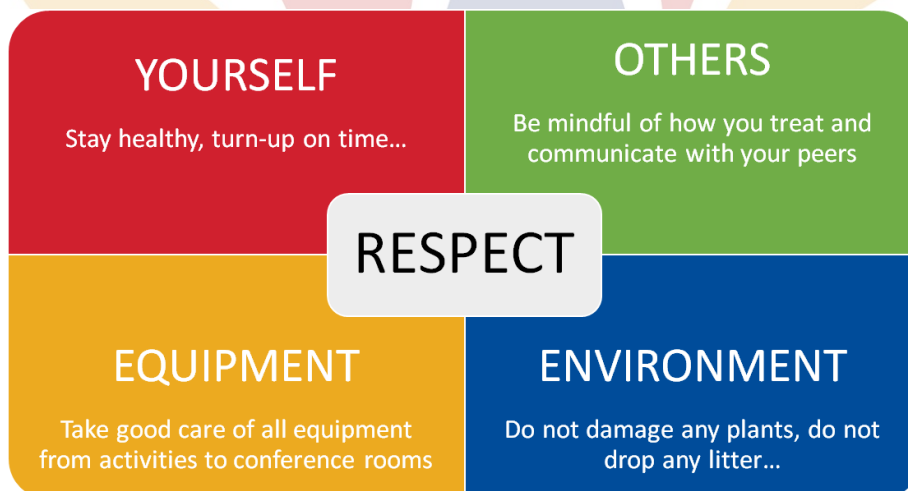 YOURSELF
Stay healthy, turn-up on time…
OTHERS
Be mindful of how you treat and
communicate with your peers
RESPECT
EQUIPMENT
Take good care of all equipment
from activities to conference rooms
ENVIRONMENT
Do not damage any plants, do not
drop any litter…